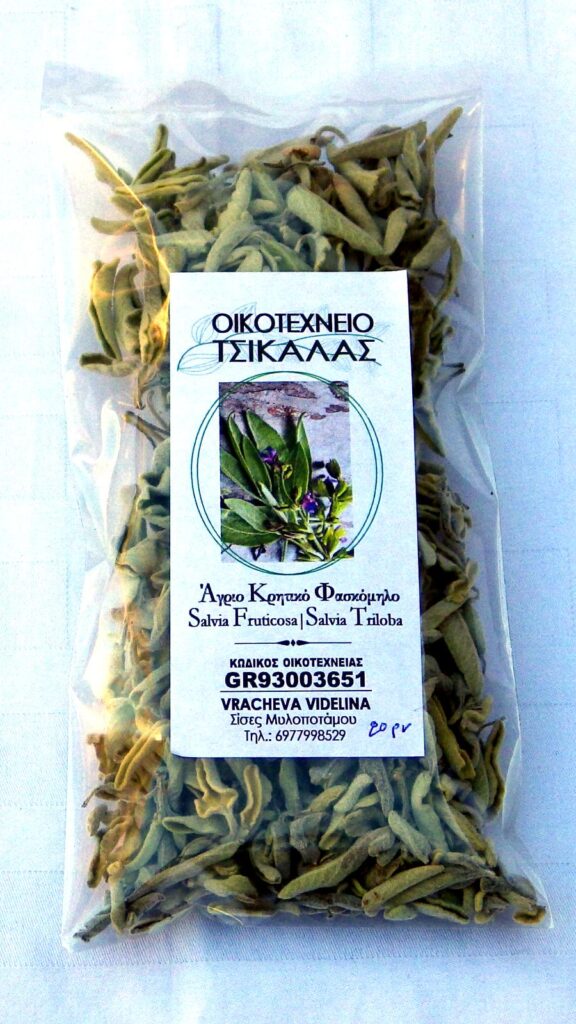 ΟΙΚΟΤΕΧΝΕΙΟ
ΤΣΙΚΑΛΑΣ
Άγριο Κρητικό Φασκόμηλο
Salvia Fruticosa | Salvia Triloba
ΚΩΔΙΚΟΣ ΟΙΚΟΤΕΧΝΕΙΑΣ
GR93003651
VRACHEVA VIDELINA
Σίσες Μυλοποτάμου
Τηλ.: 6977998529
20 γρ